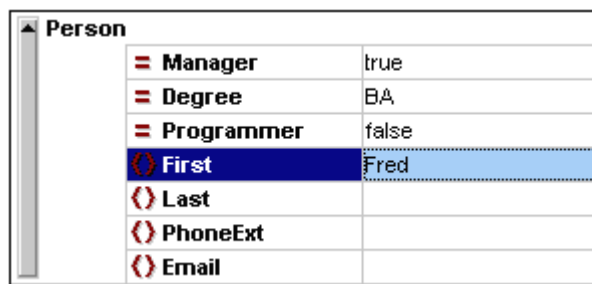 Person
= Manager true
= Degree BA
= Programmer false
() First Fred
() Last
() PhoneExt
() Email